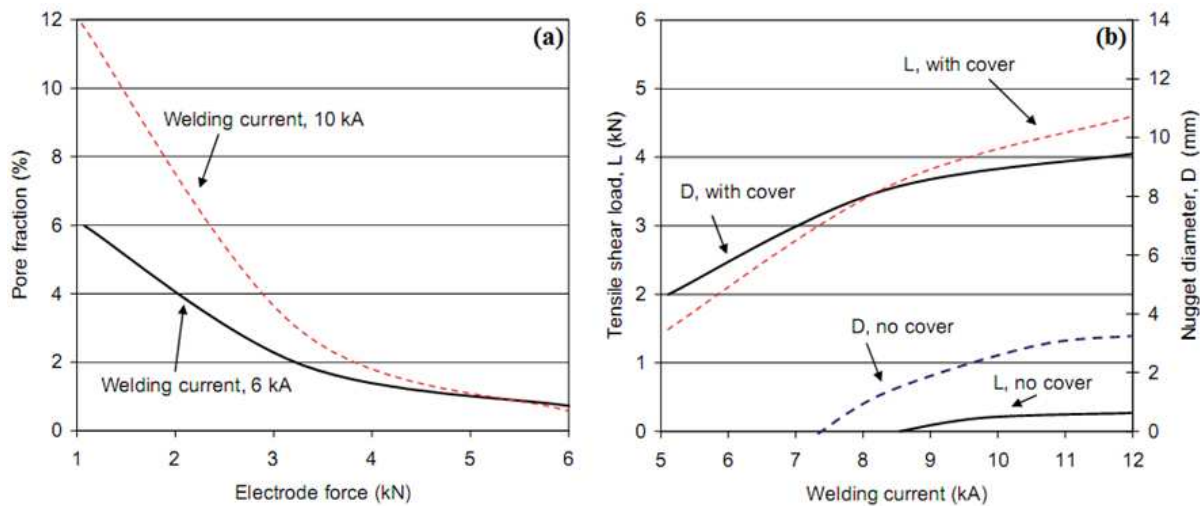 (a)
12
10
8
6
4
2
0
Pore fraction (%)
Welding current, 10 kA
Welding current, 6 kA
1 2 3 4 5 6
Electrode force (kN)
(b)
6
5
4
3
2
1
0
Tensile shear load, L (kN)
L, with cover
D, with cover
D, no cover
L, no cover
14
12
10
8
6
4
2
0
Nugget diameter, D (mm)
5 6 7 8 9 10 11 12
Welding current (kA)